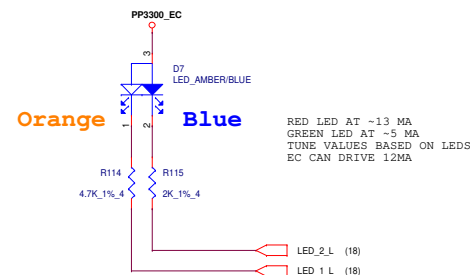 PP3300_EC
3
D7
LED_AMBER/BLUE
Orange
Blue
1
2
RED LED AT ~13 MA
GREEN LED AT ~5 MA
TUNE VALUES BASED ON LEDS
EC CAN DRIVE 12MA
R114
R115
4.7K_1%_4
2K_1%_4
LED_2_L (18)
LED_1_L (18)